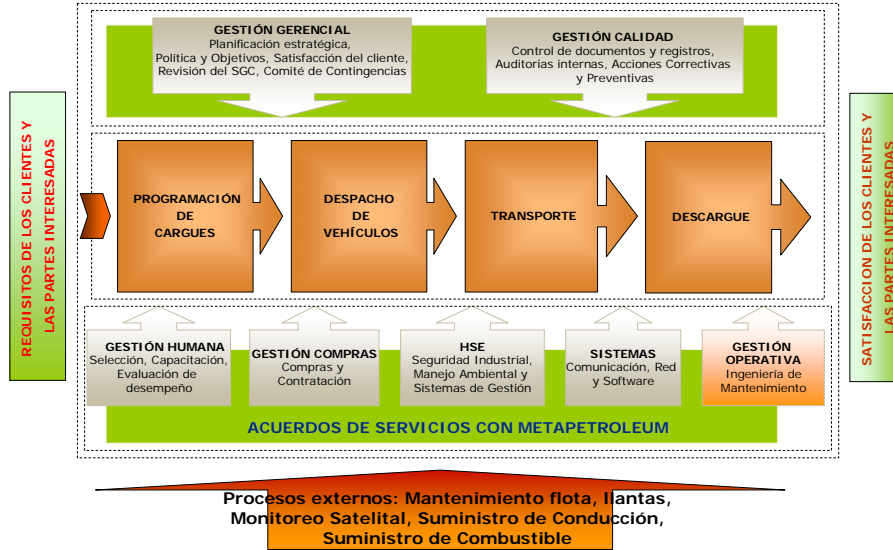 GESTIÓN GERENCIAL
Planificación estratégica,
Política y Objetivos, Satisfacción del cliente,
Revisión del SGC, Comité de Contingencias
GESTIÓN CALIDAD
Control de documentos y registros,
Auditorias internas, Acciones Correctivas
y Preventivas
REQUISITOS DE LOS CLIENTES Y
LAS PARTES INTERESADAS
PROGRAMACIÓN
DE
CARGUES
DESPACHO
DE
VEHÍCULOS
TRANSPORTE
DESCARGUE
SATISFACCION DE LOS CLIENTES Y
LAS PARTES INTERESADAS
GESTIÓN HUMANA
Selección, Capacitación,
Evaluación de
desempeño
GESTIÓN COMPRAS
Compras y
Contratación
HSE
Seguridad Industrial,
Manejo Ambiental y
Sistemas de Gestión
SISTEMAS
Comunicación, Red
y Software
GESTIÓN
OPERATIVA
Ingeniería de
Mantenimiento
ACUERDOS DE SERVICIOS CON METAPETROLEUM
Procesos externos: Mantenimiento flota, llantas,
Monitoreo Satelital, Suministro de Conducción,
Suministro de Combustible